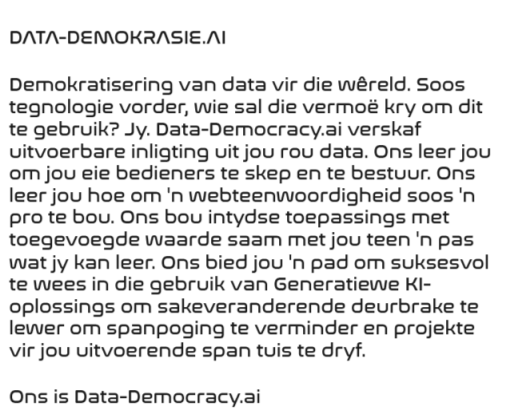 DATA-DEMOKRASIE.AI
Demokratisering van data vir die wêreld. Soos
tegnologie vorder, wie sal die vermoë kry om dit
te gebruik? Jy. Data-Democracy.ai verskaf
uitvoerbare inligting uit jou rou data. Ons leer jou
om jou eie bedieners te skep en te bestuur. Ons
leer jou hoe om 'n webteenwoordigheid soos 'n
pro te bou. Ons bou intydse toepassings met
toegevoegde waarde saam met jou teen 'n pas
wat jy kan leer. Ons bied jou 'n pad om suksesvol
te wees in die gebruik van Generatiewe KI-
oplossings om sakeveranderende deurbrake te
lewer om spanpoging te verminder en projekte
vir jou uitvoerende span tuis te dryf.
Ons is Data-Democracy.ai